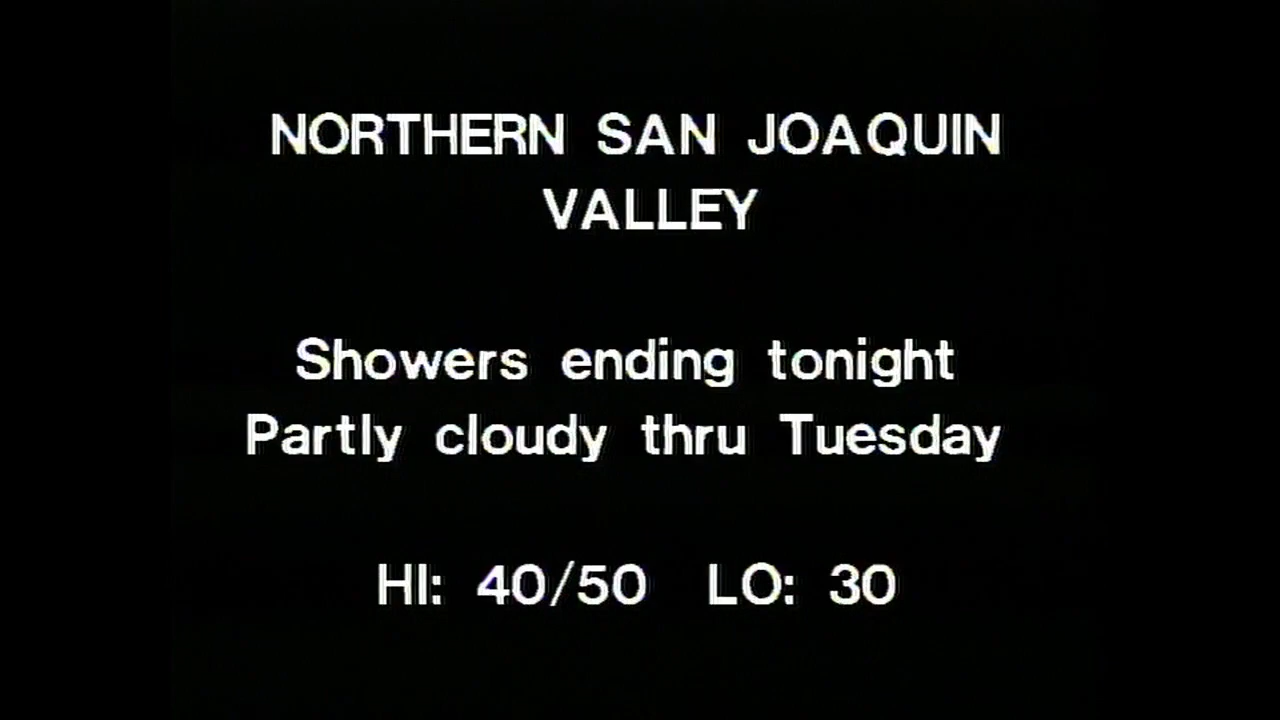 NORTHERN SAN JOAQUIN
VALLEY
Showers ending tonight
Partly cloudy thru Tuesday
HI: 40/50 LO: 30